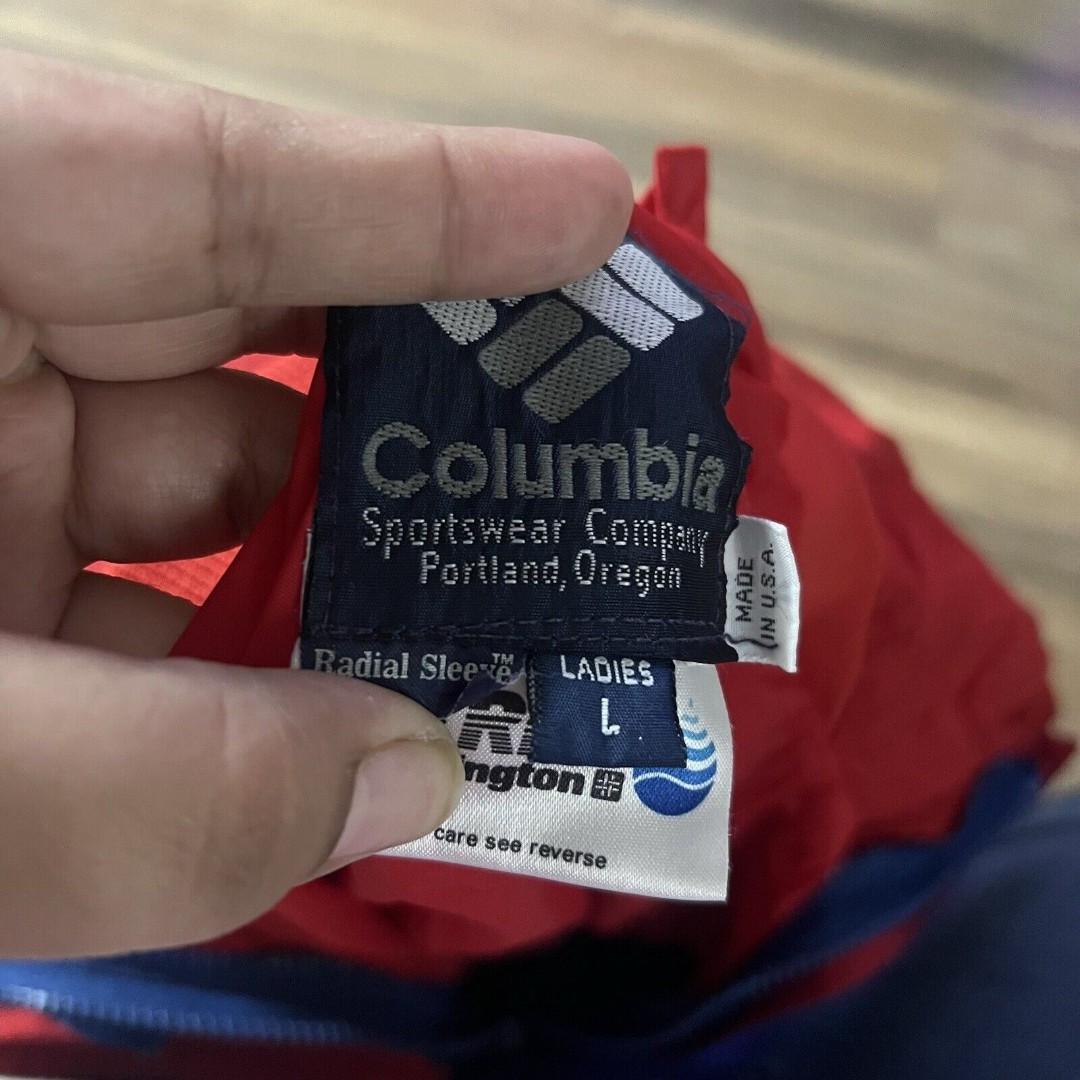 Columbia
Sportswear Company
Portland, Oregon
MADE
IN U.S.A.
Radial Sleeve™
LADIES
L
care see reverse